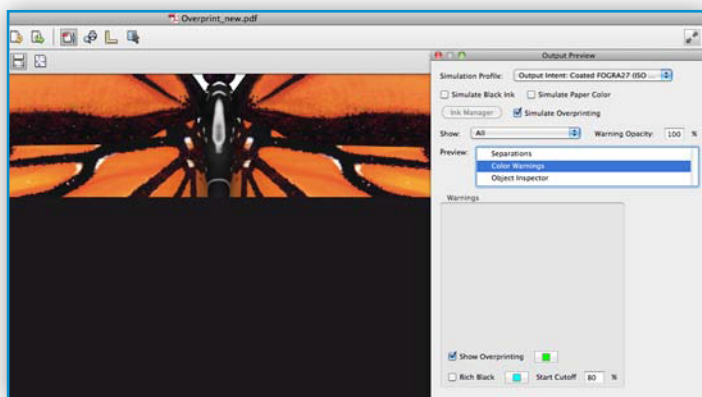 Overprint_new.pdf
Output Preview
Simulation Profile: Output Intent: Coated FOGRA27 (ISO ...
Simulate Black Ink Simulate Paper Color
Ink Manager Simulate Overprinting
Show: All Warning Opacity: 100 %
Preview: Separations
Color Warnings
Object Inspector
Warnings
Show Overprinting
Rich Black Start Cutoff 80 %